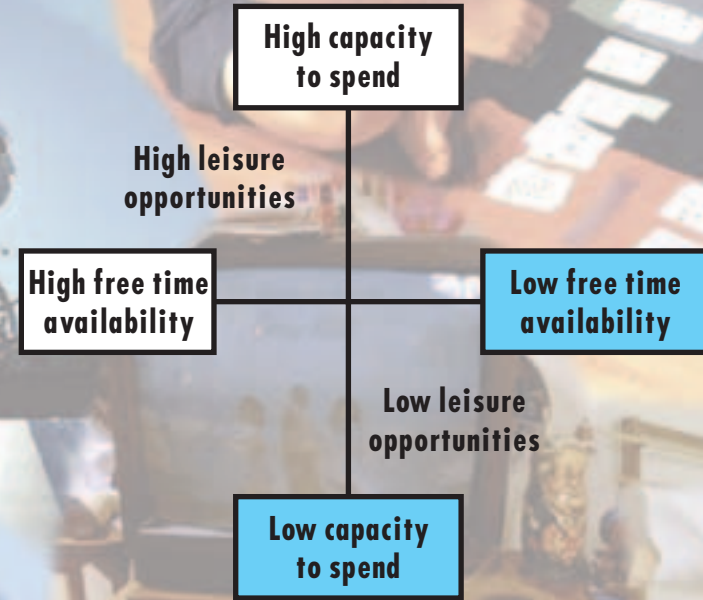 High capacity
to spend
High leisure
opportunities
High free time
availability
Low free time
availability
Low leisure
opportunities
Low capacity
to spend